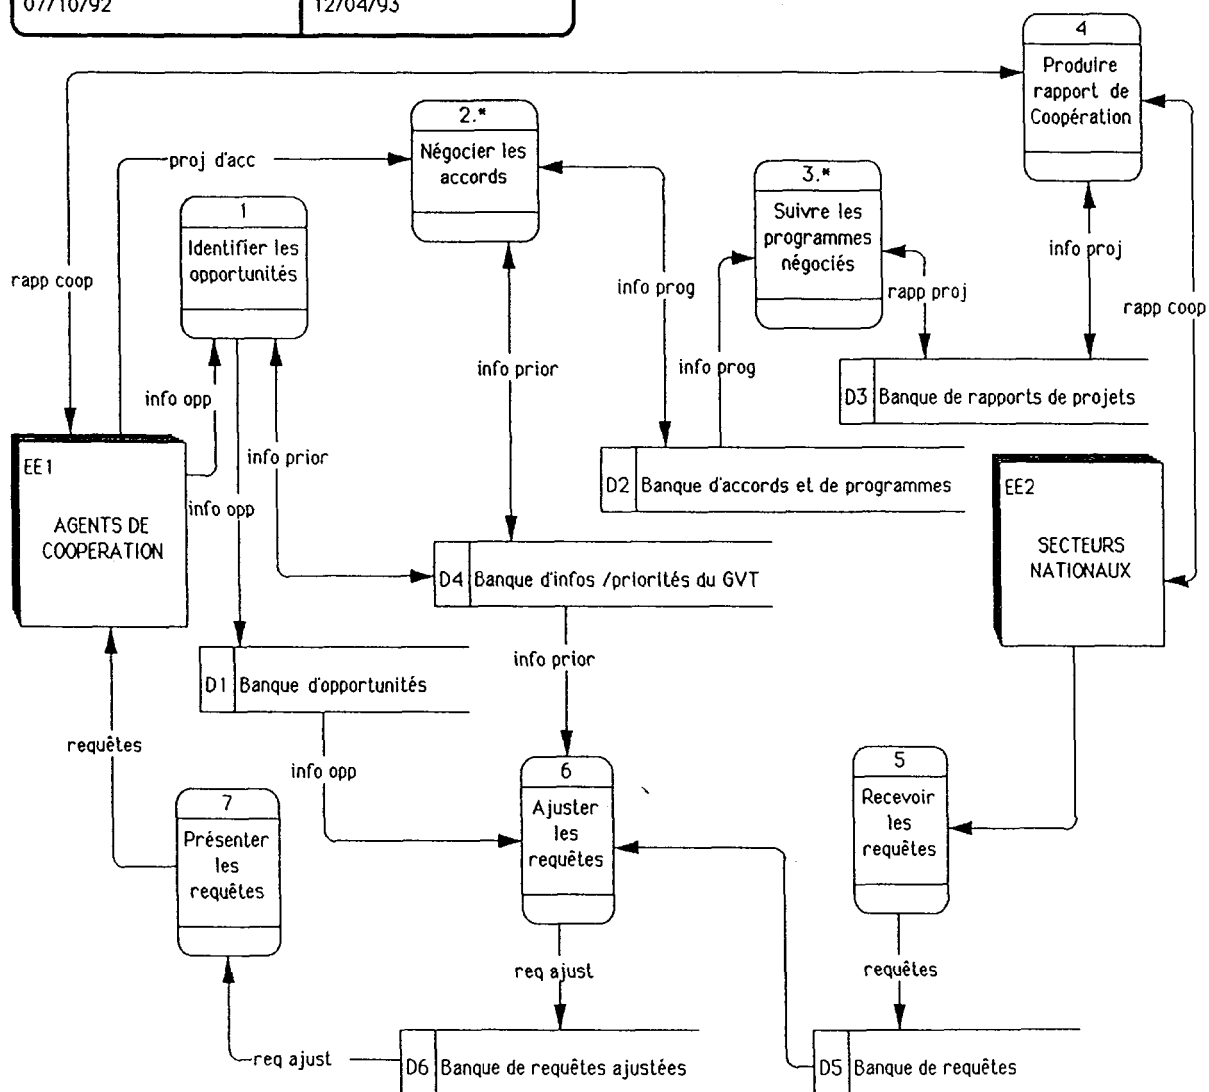 07/10/92
12/04/93
4
Produire
rapport de
Coopération
2.*
Négocier les
accords
proj d'acc
3.*
Suivre les
programmes
négociés
1
Identifier les
opportunités
rapp coop
info prog
rapp proj
info proj
rapp coop
info opp
info prior
info prog
D3 Banque de rapports de projets
EE1
AGENTS DE
COOPERATION
info prior
info opp
D2 Banque d'accords et de programmes
EE2
SECTEURS
NATIONAUX
D4 Banque d'infos /priorités du GVT
info prior
D1 Banque d'opportunités
requêtes
info opp
6
Ajuster
les
requêtes
5
Recevoir
les
requêtes
7
Présenter
les
requêtes
req ajust
requêtes
req ajust
D6 Banque de requêtes ajustées
D5 Banque de requêtes